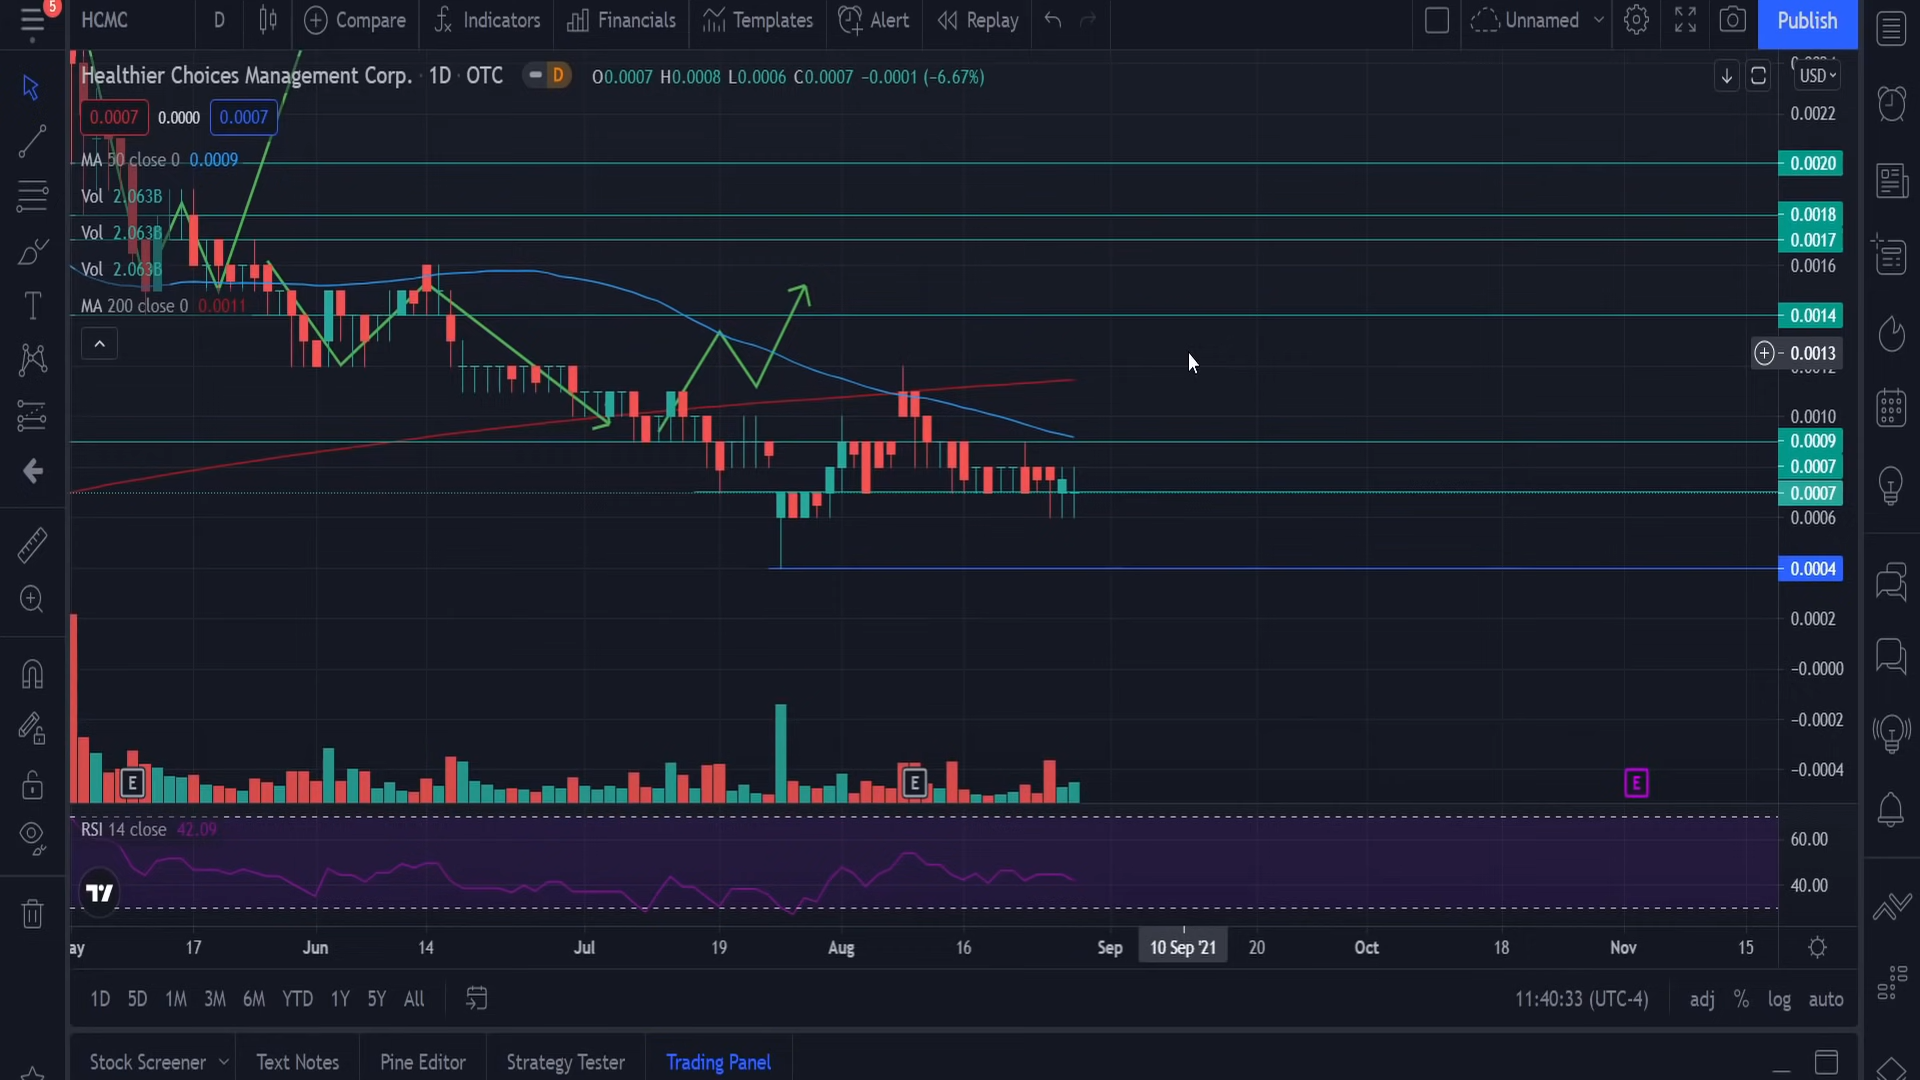 5
HCMC D Compare Indicators Financials Templates Alert Replay Unnamed Publish
Healthier Choices Management Corp. · 1D · OTC D O0.0007 H0.0008 L0.0006 C0.0007 −0.0001 (−6.67%)
USD
0.0007 0.0000 0.0007
0.0022
MA 50 close 0 0.0009
0.0020
Vol 2.063B
0.0018
Vol 2.063B
0.0017
Vol 2.063B
0.0016
MA 200 close 0 0.0011
0.0014
0.0013
0.0012
0.0010
0.0009
0.0007
0.0007
0.0006
0.0004
0.0002
−0.0000
−0.0002
−0.0004
E E E
RSI 14 close 42.09
60.00
40.00
ay 17 Jun 14 Jul 19 Aug 16 Sep 10 Sep '21 20 Oct 18 Nov 15
1D 5D 1M 3M 6M YTD 1Y 5Y All 11:40:33 (UTC-4) adj % log auto
Stock Screener Text Notes Pine Editor Strategy Tester Trading Panel